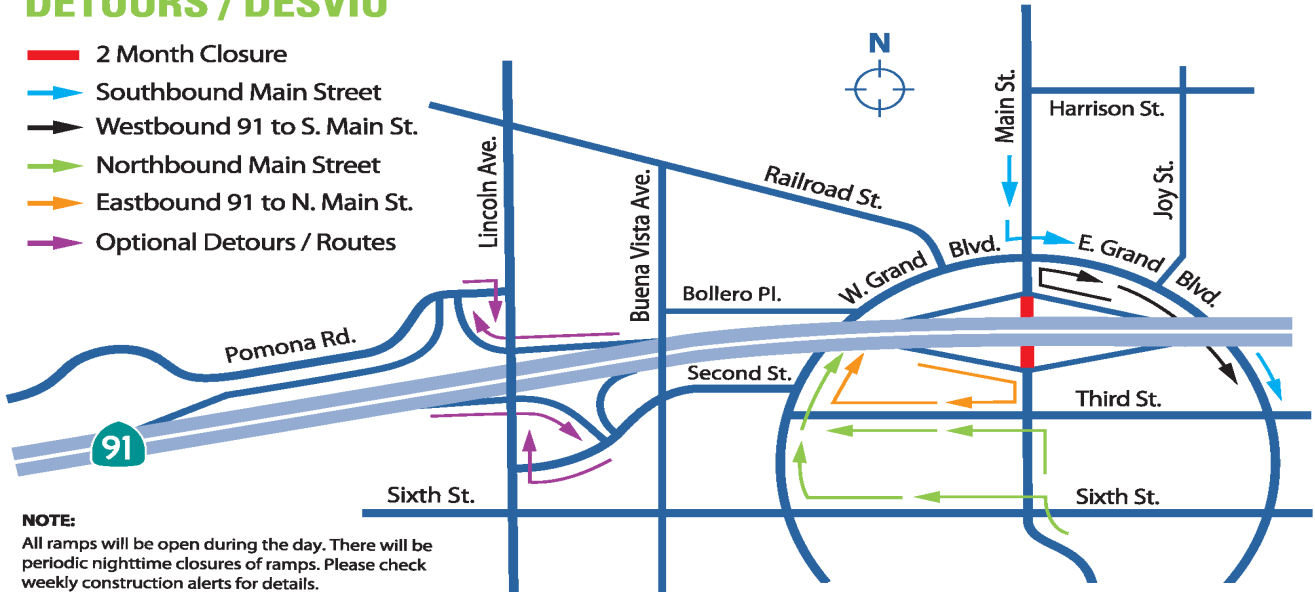 DETOURS / DESVIO
2 Month Closure
Southbound Main Street
Westbound 91 to S. Main St.
Northbound Main Street
Eastbound 91 to N. Main St.
Optional Detours / Routes
N
Main St.
Harrison St.
Joy St.
Lincoln Ave.
Buena Vista Ave.
Railroad St.
W. Grand Blvd.
E. Grand Blvd.
Bollero Pl.
Pomona Rd.
Second St.
Third St.
91
Sixth St.
Sixth St.
NOTE:
All ramps will be open during the day. There will be
periodic nighttime closures of ramps. Please check
weekly construction alerts for details.